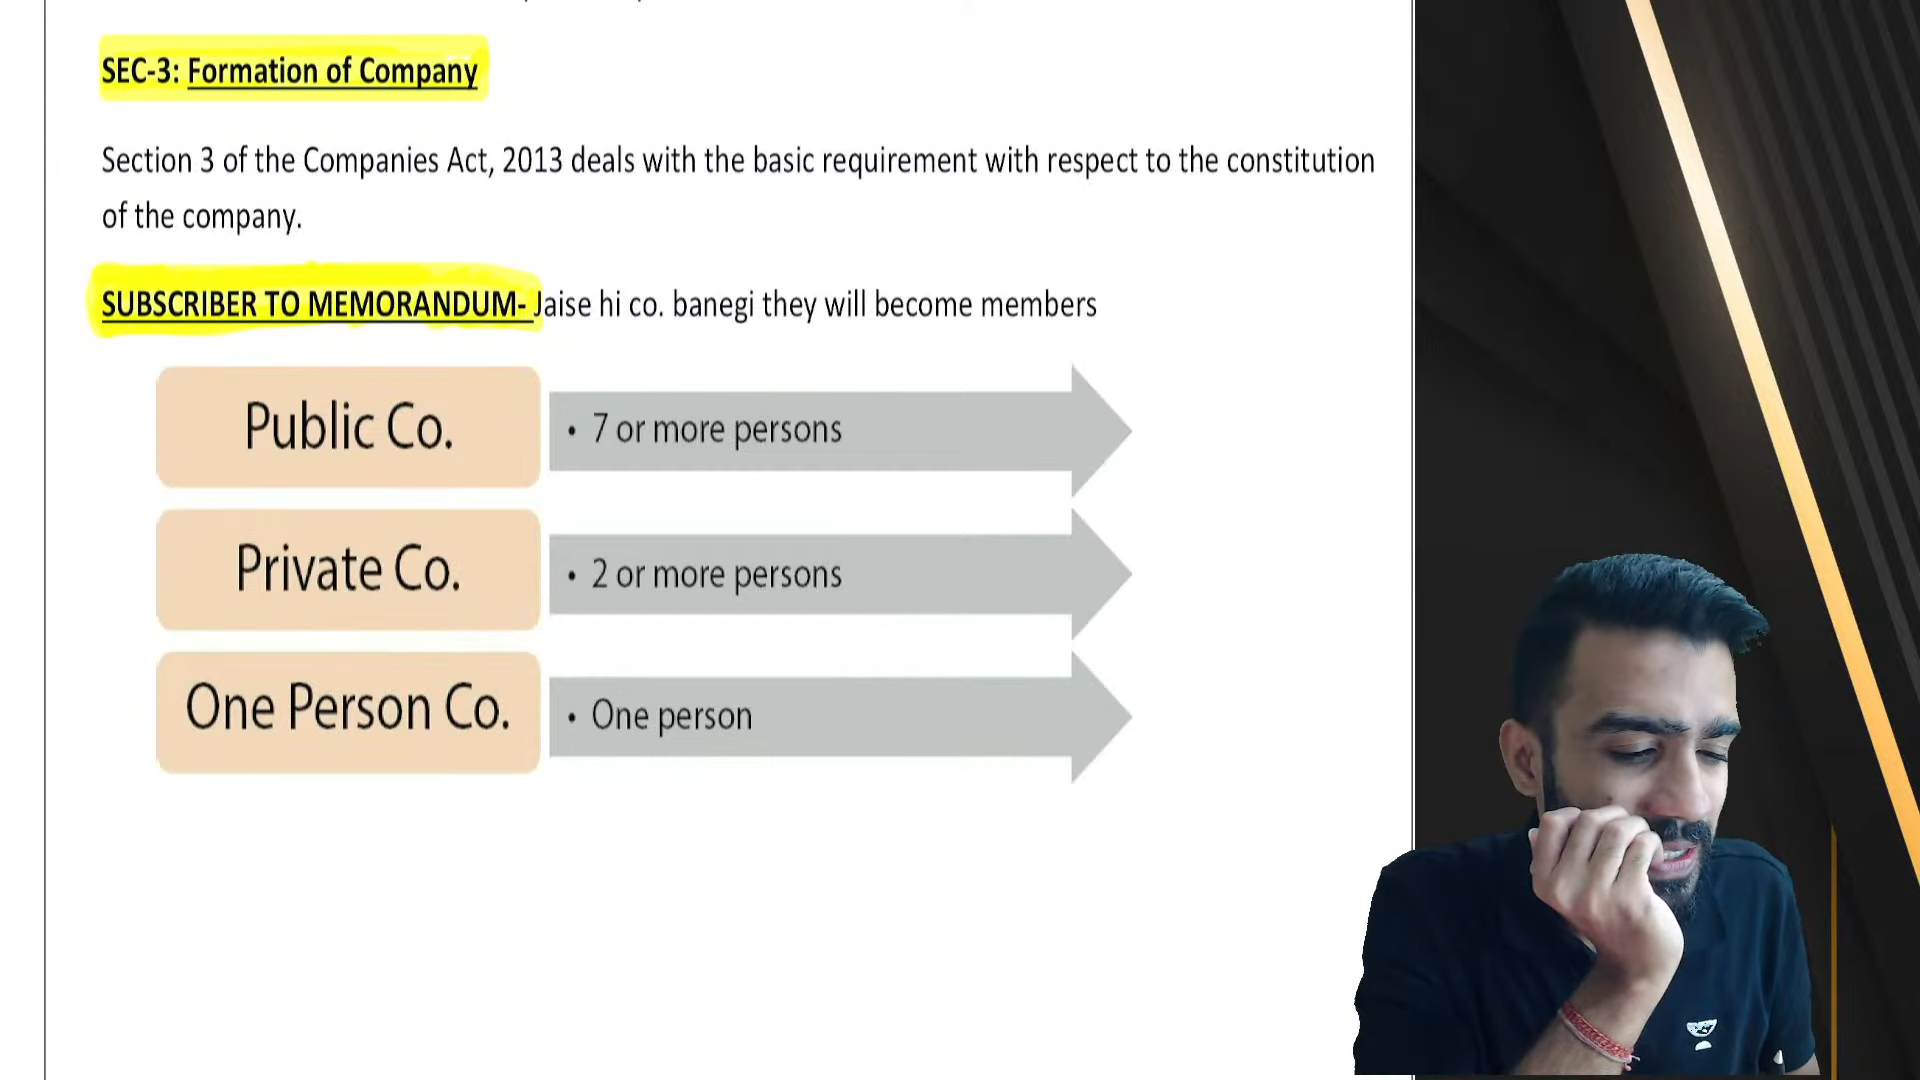 SEC-3: Formation of Company
Section 3 of the Companies Act, 2013 deals with the basic requirement with respect to the constitution
of the company.
SUBSCRIBER TO MEMORANDUM- Jaise hi co. banegi they will become members
Public Co.
• 7 or more persons
Private Co.
• 2 or more persons
One Person Co.
• One person